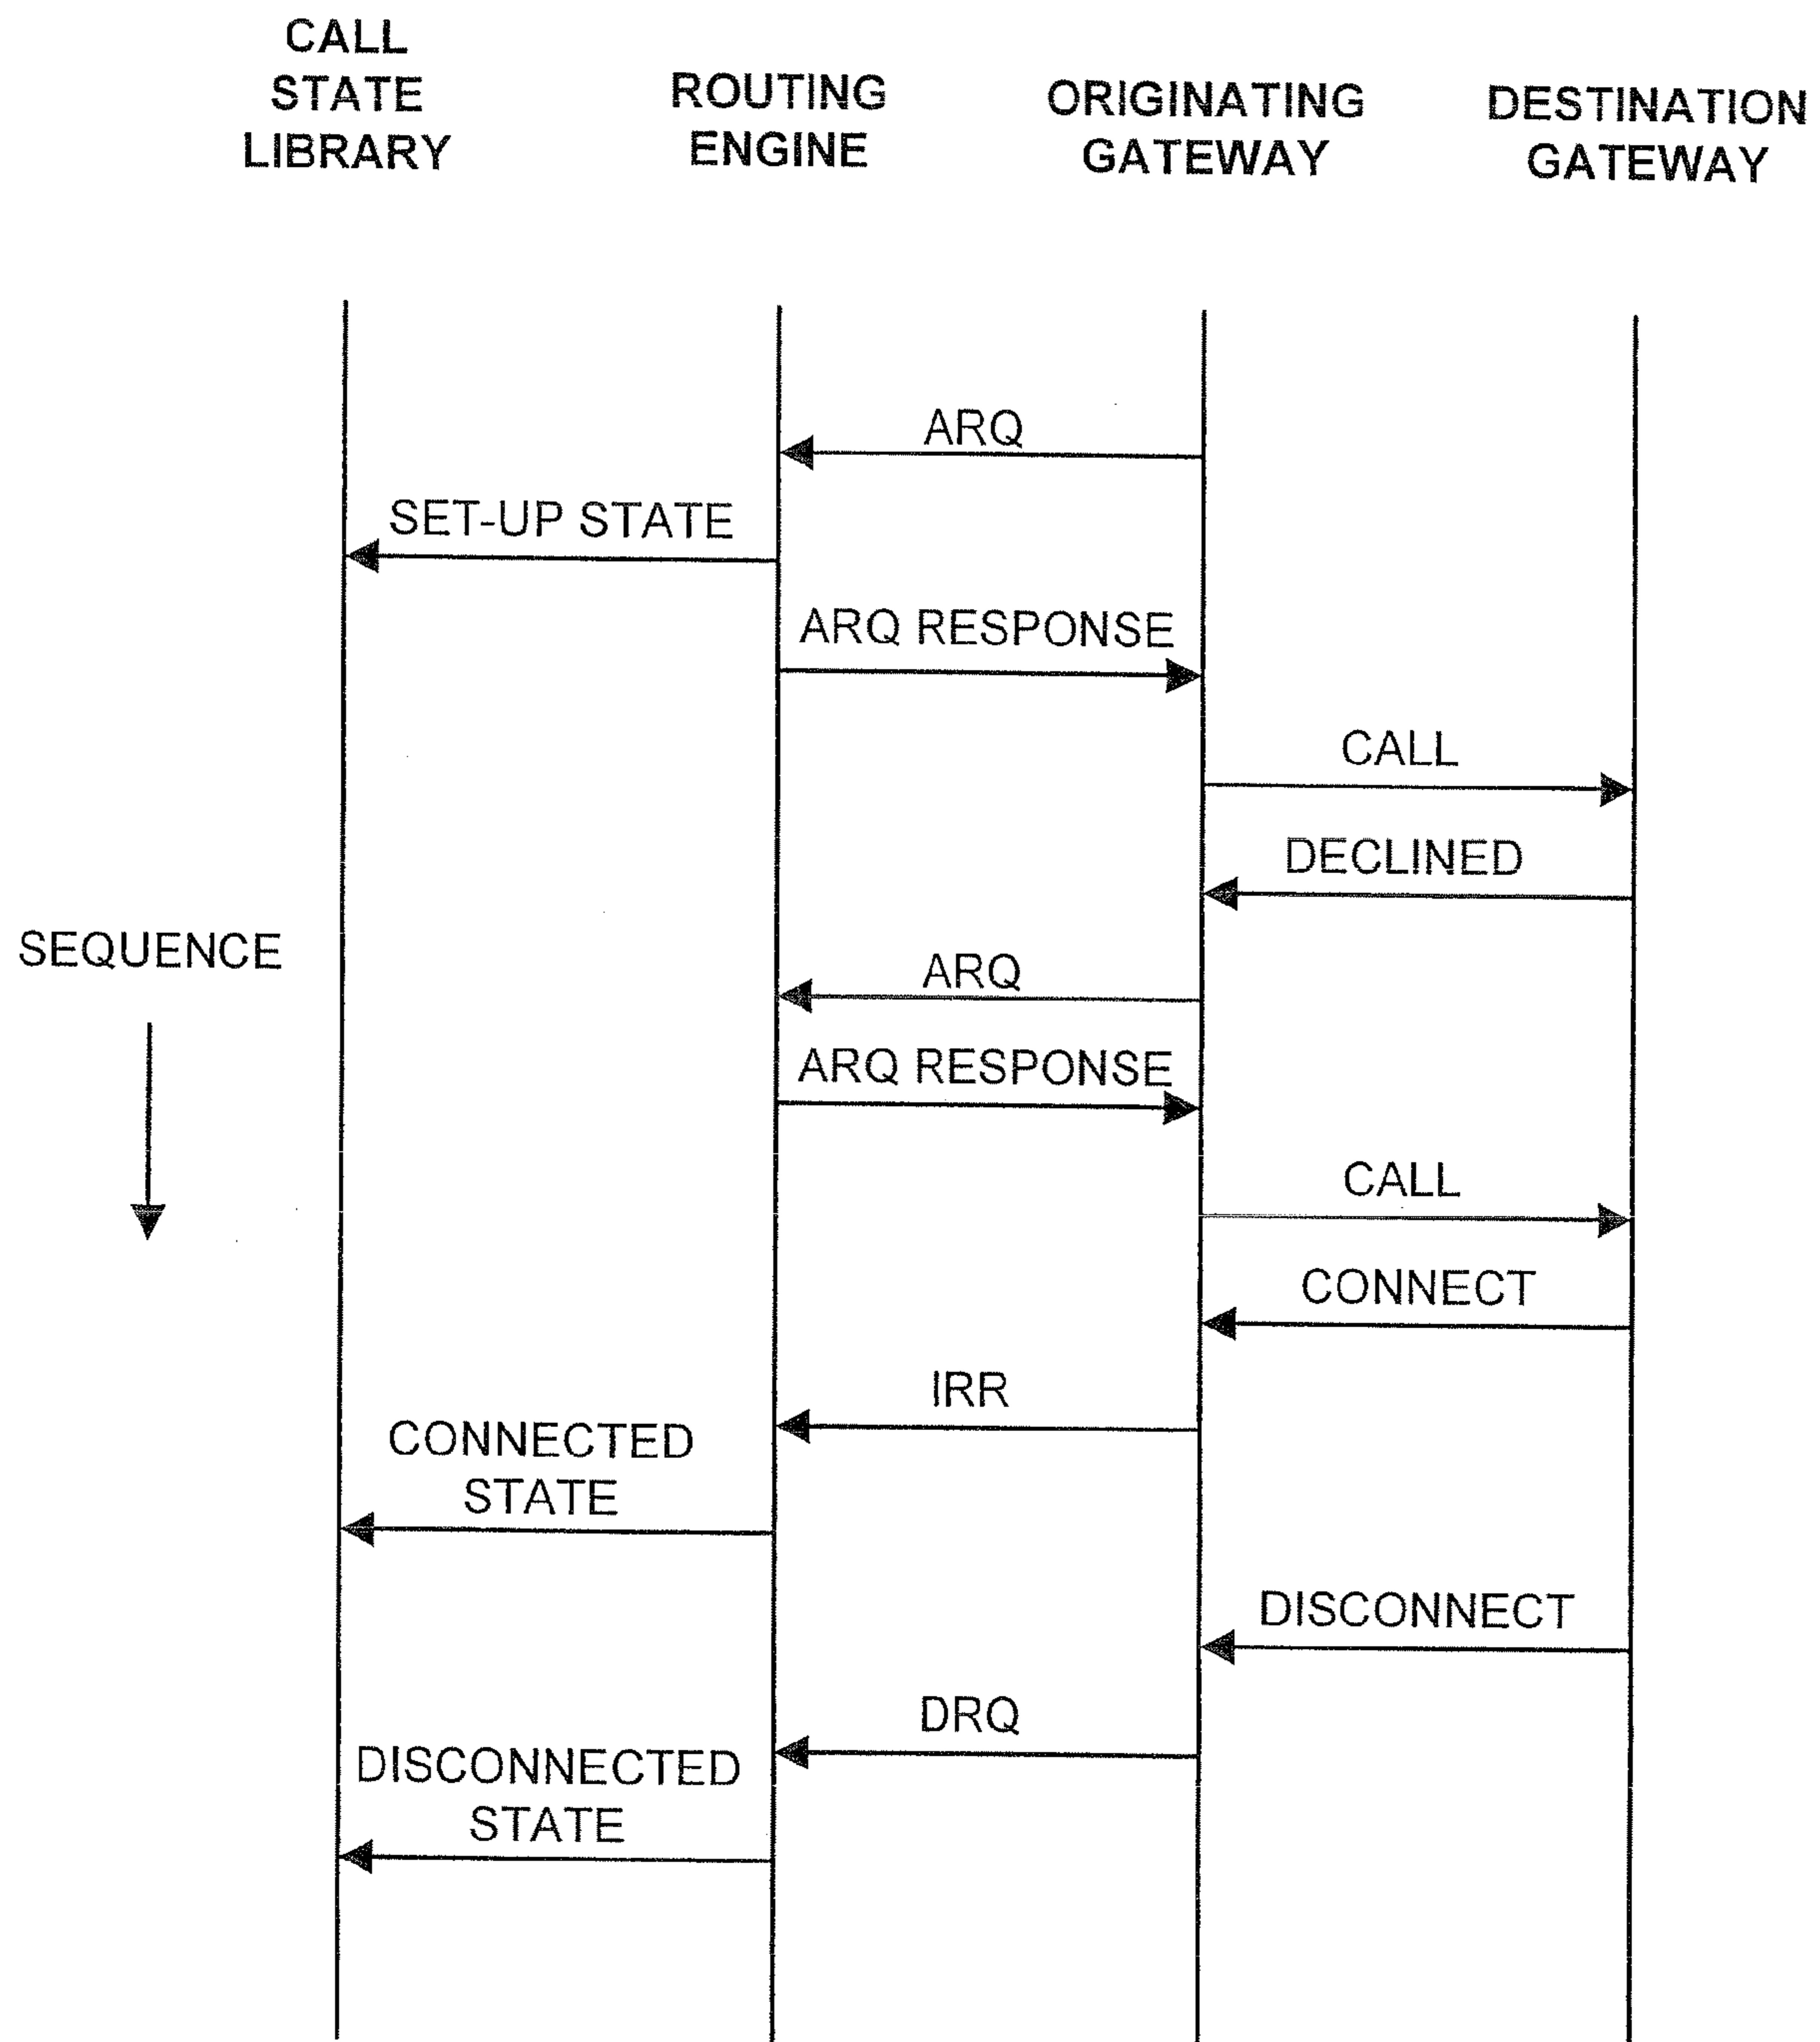 CALL
STATE
LIBRARY
ROUTING
ENGINE
ORIGINATING
GATEWAY
DESTINATION
GATEWAY
ARQ
SET-UP STATE
ARQ RESPONSE
CALL
DECLINED
SEQUENCE
ARQ
ARQ RESPONSE
CALL
CONNECT
IRR
CONNECTED
STATE
DISCONNECT
DRQ
DISCONNECTED
STATE